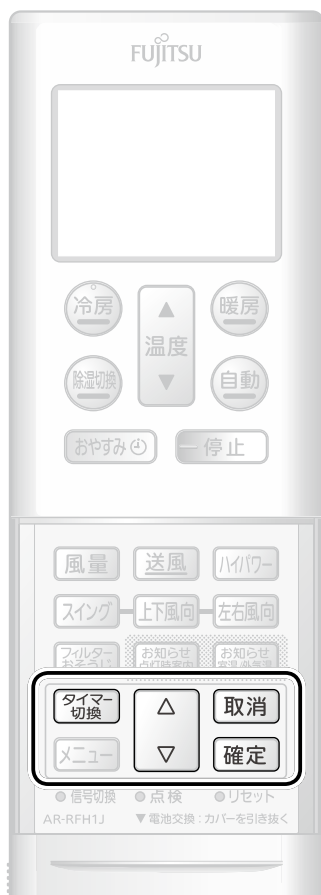 FUJITSU
冷房
▲
温度
▼
暖房
除湿切換
自動
おやすみ
停止
風量
送風
ハイパワー
スイング
上下風向
左右風向
フィルター
おそうじ
お知らせ
点灯時案内
お知らせ
室温/外気温
タイマー
切換
△
▽
取消
メニュー
確定
信号切換
点検
リセット
AR-RFH1J
▼電池交換：カバーを引き抜く